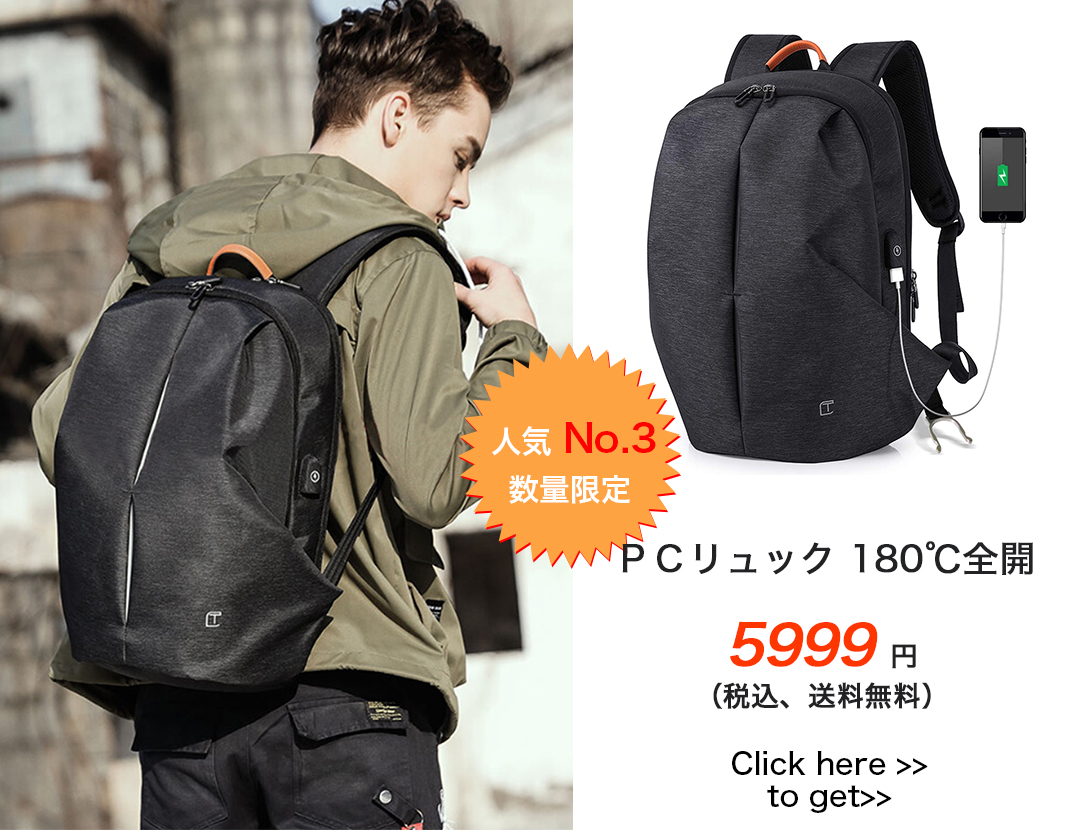 人気 No.3
数量限定
ＰＣリュック 180℃全開
5999 円
（税込、送料無料）
Click here >>
to get>>